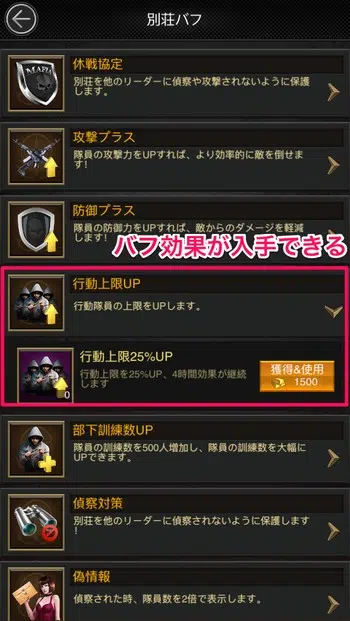 別荘バフ
休戦協定
MAFIA
別荘を他のリーダーに偵察や攻撃されないように保護
します。
攻撃プラス
隊員の攻撃力をUPすれば、より効率的に敵を倒せま
す!
防御プラス
隊員の防御力をUPすれば、敵からのダメージを軽減
します!
バフ効果が入手できる
行動上限UP
行動隊員の上限をUPします。
行動上限25%UP
行動上限を25%UP、4時間効果が継続
します
0
獲得&使用
1500
部下訓練数UP
隊員の訓練数を500人増加し、隊員の訓練数を大幅に
UPできます。
偵察対策
別荘を他のリーダーに偵察されないように保護します
!
偽情報
偵察された時、隊員数を2倍で表示します。